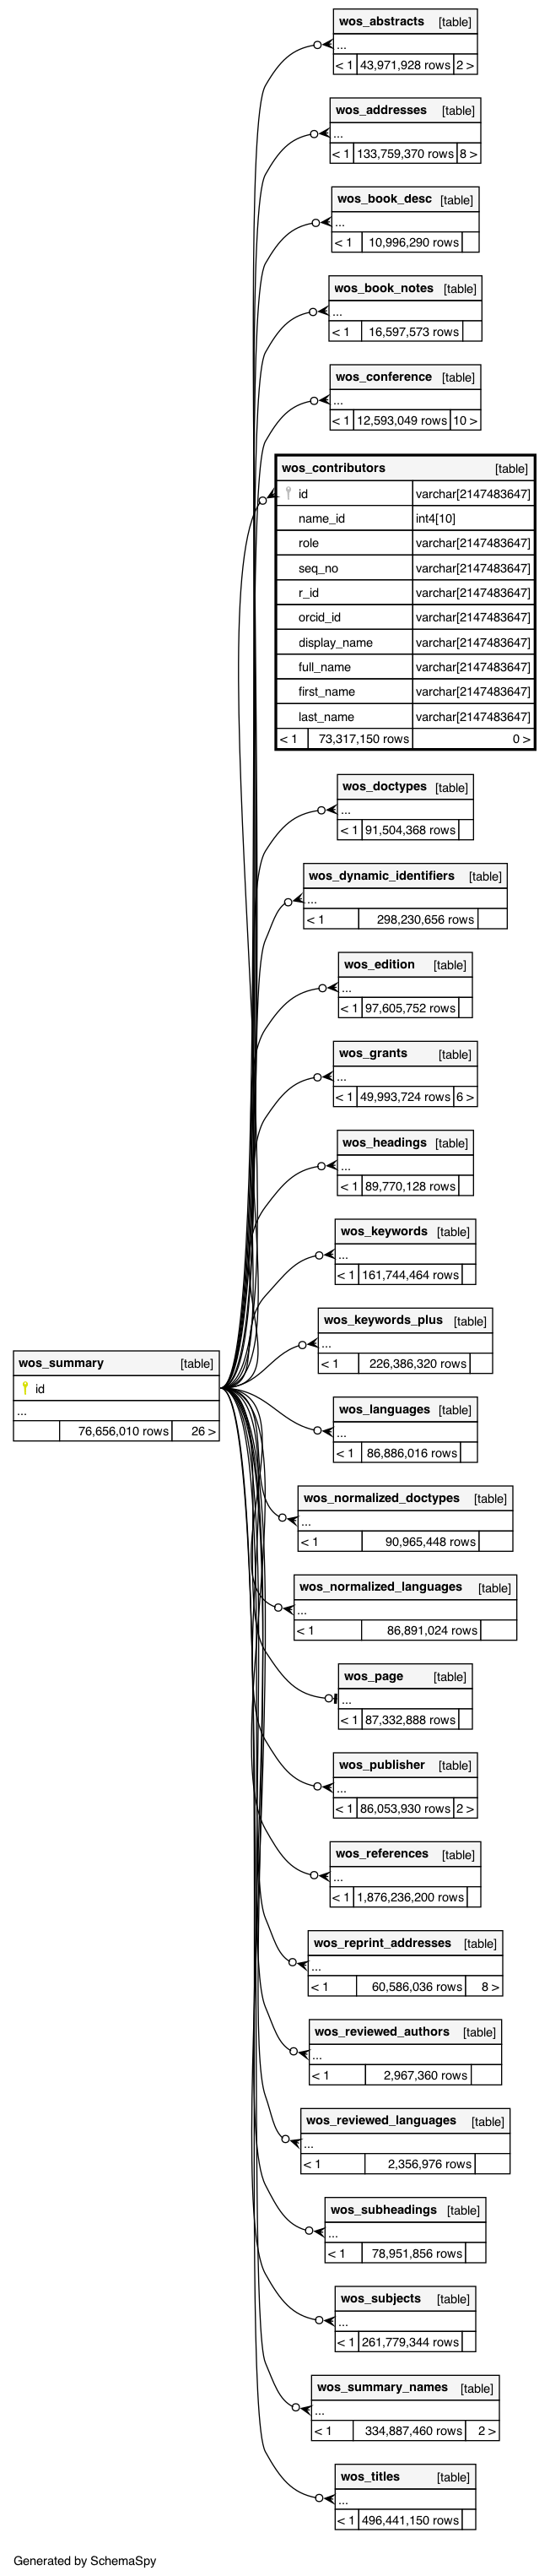 wos_abstracts [table]
...
< 1 43,971,928 rows 2 >
wos_addresses [table]
...
< 1 133,759,370 rows 8 >
wos_book_desc [table]
...
< 1 10,996,290 rows
wos_book_notes [table]
...
< 1 16,597,573 rows
wos_conference [table]
...
< 1 12,593,049 rows 10 >
wos_contributors [table]
id varchar[2147483647]
name_id int4[10]
role varchar[2147483647]
seq_no varchar[2147483647]
r_id varchar[2147483647]
orcid_id varchar[2147483647]
display_name varchar[2147483647]
full_name varchar[2147483647]
first_name varchar[2147483647]
last_name varchar[2147483647]
< 1 73,317,150 rows 0 >
wos_doctypes [table]
...
< 1 91,504,368 rows
wos_dynamic_identifiers [table]
...
< 1 298,230,656 rows
wos_edition [table]
...
< 1 97,605,752 rows
wos_grants [table]
...
< 1 49,993,724 rows 6 >
wos_headings [table]
...
< 1 89,770,128 rows
wos_keywords [table]
...
< 1 161,744,464 rows
wos_keywords_plus [table]
...
< 1 226,386,320 rows
wos_summary [table]
id
...
76,656,010 rows 26 >
wos_languages [table]
...
< 1 86,886,016 rows
wos_normalized_doctypes [table]
...
< 1 90,965,448 rows
wos_normalized_languages [table]
...
< 1 86,891,024 rows
wos_page [table]
...
< 1 87,332,888 rows
wos_publisher [table]
...
< 1 86,053,930 rows 2 >
wos_references [table]
...
< 1 1,876,236,200 rows
wos_reprint_addresses [table]
...
< 1 60,586,036 rows 8 >
wos_reviewed_authors [table]
...
< 1 2,967,360 rows
wos_reviewed_languages [table]
...
< 1 2,356,976 rows
wos_subheadings [table]
...
< 1 78,951,856 rows
wos_subjects [table]
...
< 1 261,779,344 rows
wos_summary_names [table]
...
< 1 334,887,460 rows 2 >
wos_titles [table]
...
< 1 496,441,150 rows
Generated by SchemaSpy